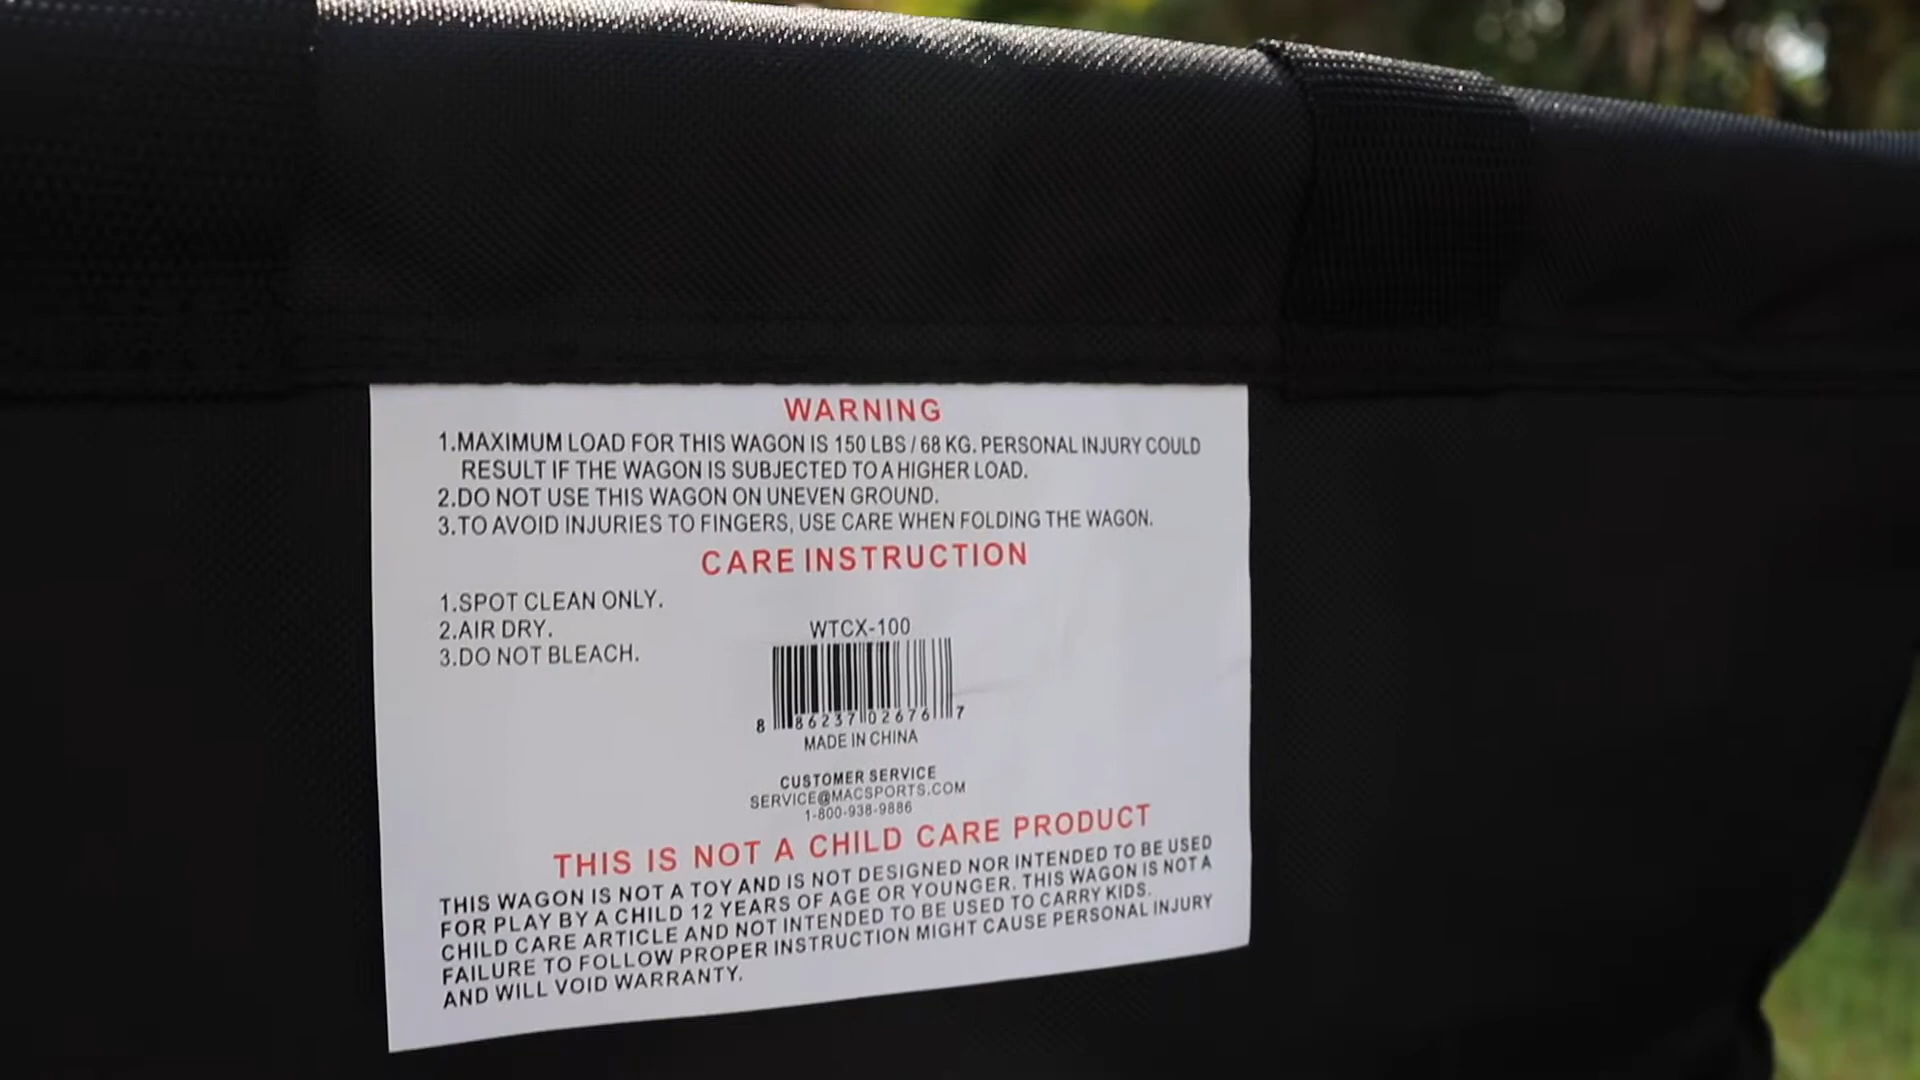 WARNING
1.MAXIMUM LOAD FOR THIS WAGON IS 150 LBS / 68 KG. PERSONAL INJURY COULD
RESULT IF THE WAGON IS SUBJECTED TO A HIGHER LOAD.
2.DO NOT USE THIS WAGON ON UNEVEN GROUND.
3.TO AVOID INJURIES TO FINGERS, USE CARE WHEN FOLDING THE WAGON.
CARE INSTRUCTION
1.SPOT CLEAN ONLY.
2.AIR DRY.
3.DO NOT BLEACH.
WTCX-100
8 86237 02676 7
MADE IN CHINA
CUSTOMER SERVICE
SERVICE@MACSPORTS.COM
1-800-938-9886
THIS IS NOT A CHILD CARE PRODUCT
THIS WAGON IS NOT A TOY AND IS NOT DESIGNED NOR INTENDED TO BE USED
FOR PLAY BY A CHILD 12 YEARS OF AGE OR YOUNGER. THIS WAGON IS NOT A
CHILD CARE ARTICLE AND NOT INTENDED TO BE USED TO CARRY KIDS.
FAILURE TO FOLLOW PROPER INSTRUCTION MIGHT CAUSE PERSONAL INJURY
AND WILL VOID WARRANTY.